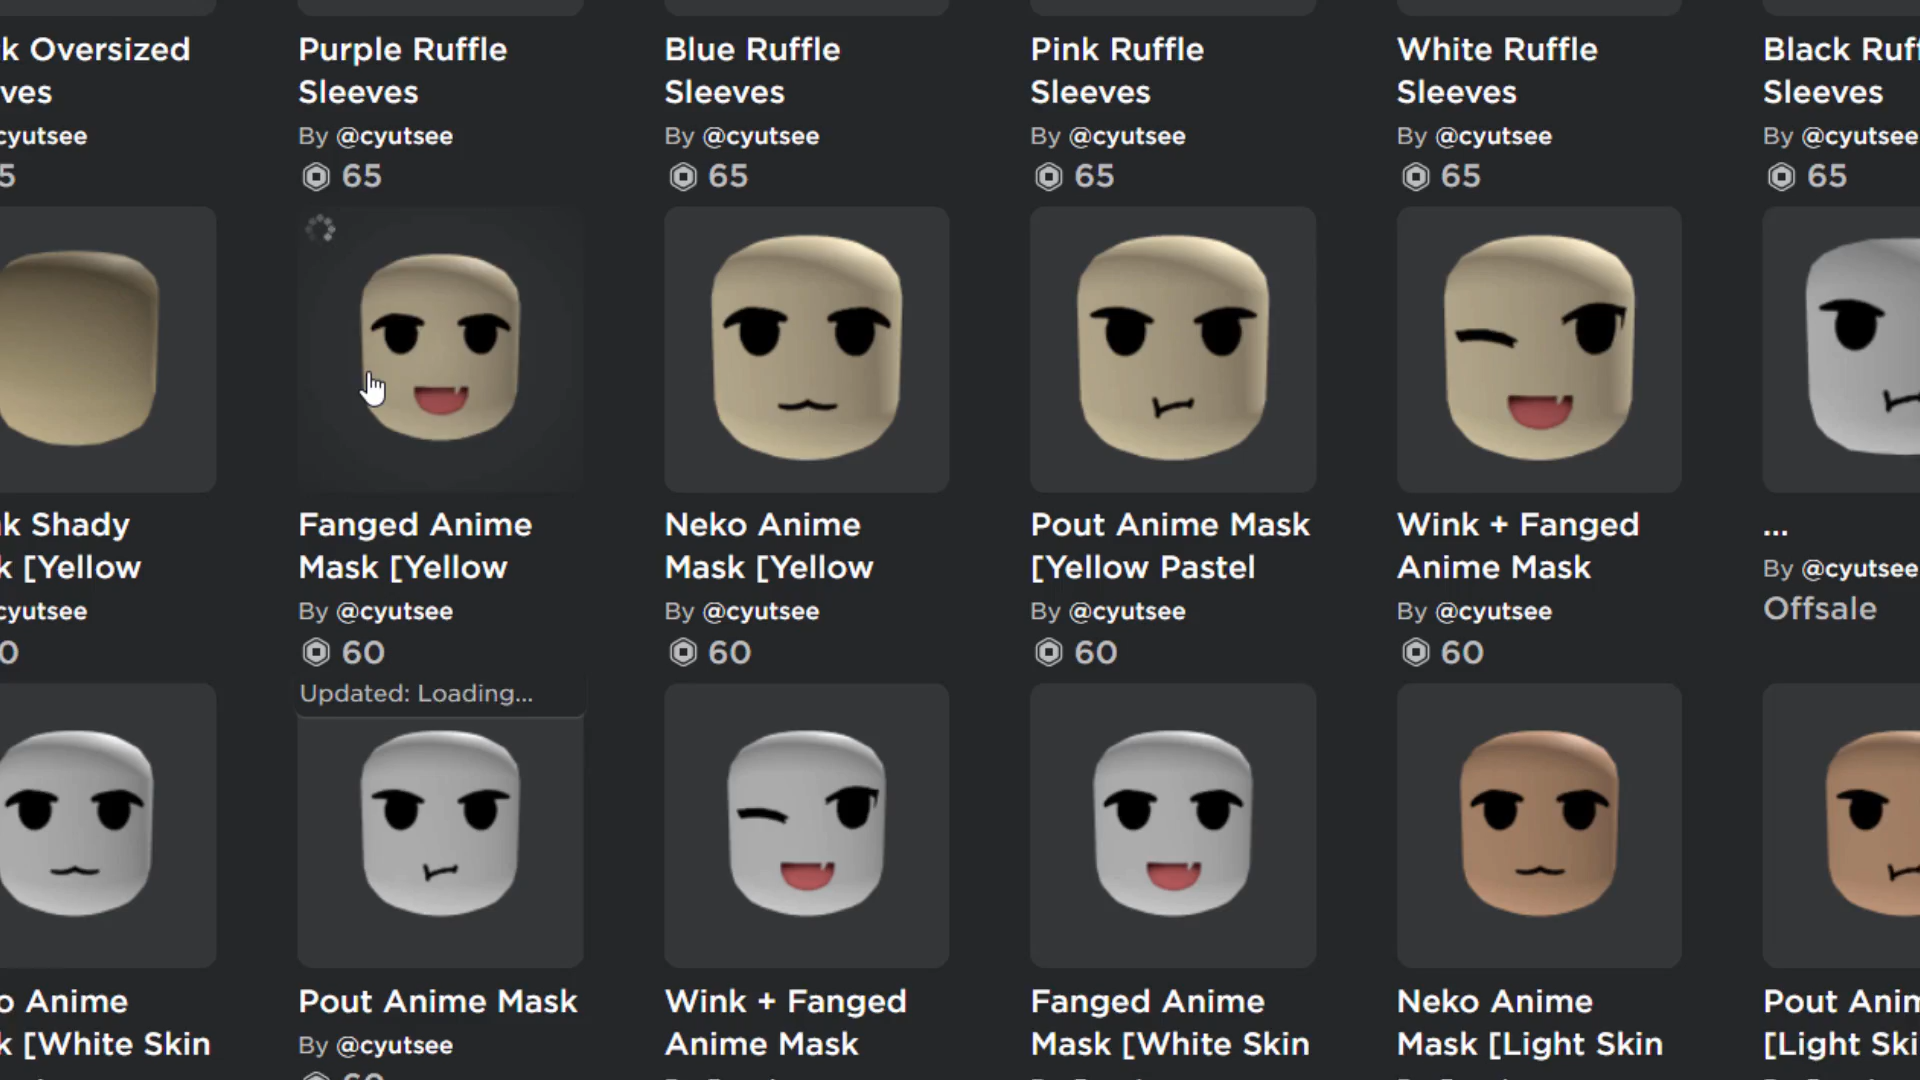 k Oversized
ves
cyutsee
5
Purple Ruffle
Sleeves
By @cyutsee
65
Blue Ruffle
Sleeves
By @cyutsee
65
Pink Ruffle
Sleeves
By @cyutsee
65
White Ruffle
Sleeves
By @cyutsee
65
Black Ruff
Sleeves
By @cyutsee
65
k Shady
k [Yellow
cyutsee
0
Fanged Anime
Mask [Yellow
By @cyutsee
60
Updated: Loading...
Neko Anime
Mask [Yellow
By @cyutsee
60
Pout Anime Mask
[Yellow Pastel
By @cyutsee
60
Wink + Fanged
Anime Mask
By @cyutsee
60
...
By @cyutsee
Offsale
o Anime
k [White Skin
Pout Anime Mask
By @cyutsee
60
Wink + Fanged
Anime Mask
Fanged Anime
Mask [White Skin
Neko Anime
Mask [Light Skin
Pout Anim
[Light Ski